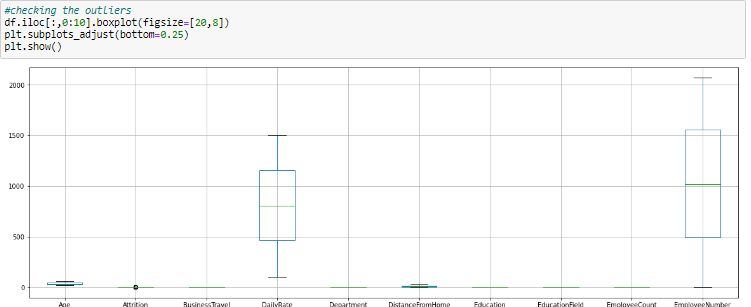 #checking the outliers
df.iloc[:,0:10].boxplot(figsize=[20,8])
plt.subplots_adjust(bottom=0.25)
plt.show()
2000
1500
1000
500
0
Age Attrition BusinessTravel DailyRate Department DistanceFromHome Education EducationField EmployeeCount EmployeeNumber